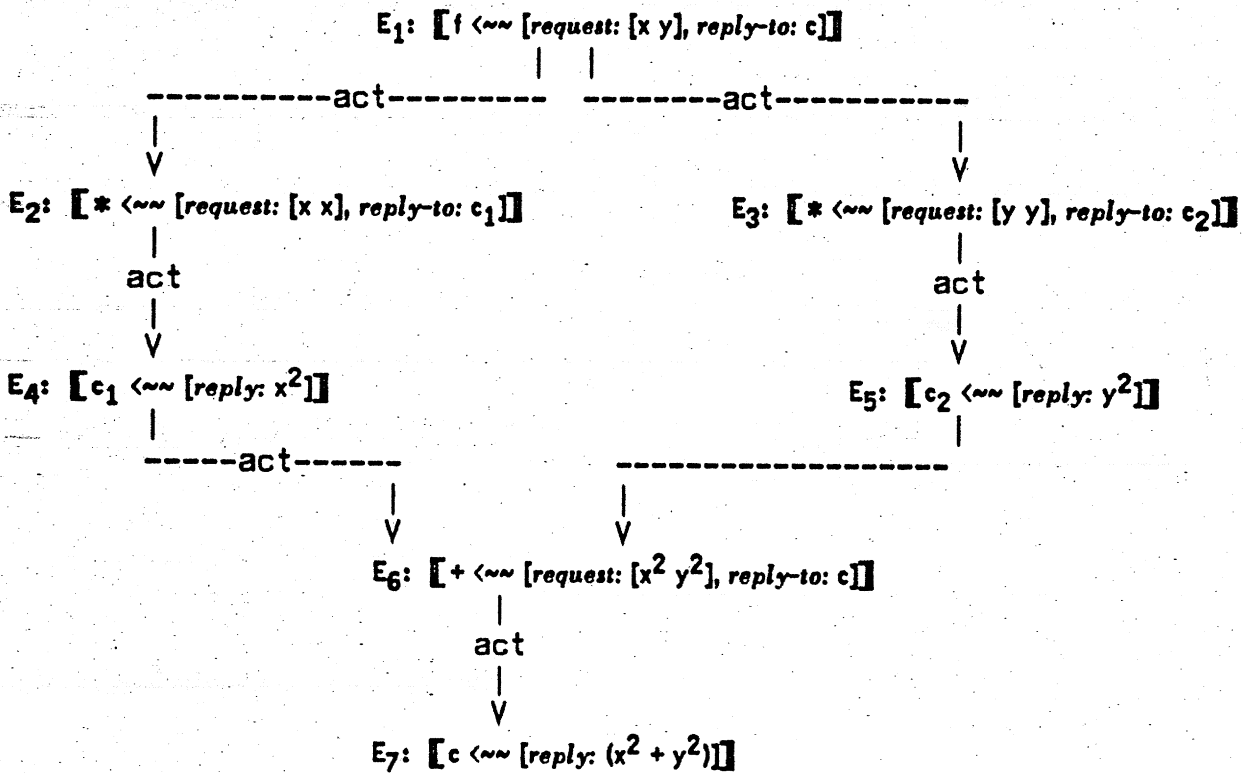 E₁: ⟦f <~~ [request: [x y], reply-to: c]⟧
act act
E₂: ⟦* <~~ [request: [x x], reply-to: c₁]⟧
E₃: ⟦* <~~ [request: [y y], reply-to: c₂]⟧
act act
E₄: ⟦c₁ <~~ [reply: x²]⟧
E₅: ⟦c₂ <~~ [reply: y²]⟧
act
E₆: ⟦+ <~~ [request: [x² y²], reply-to: c]⟧
act
E₇: ⟦c <~~ [reply: (x² + y²)]⟧